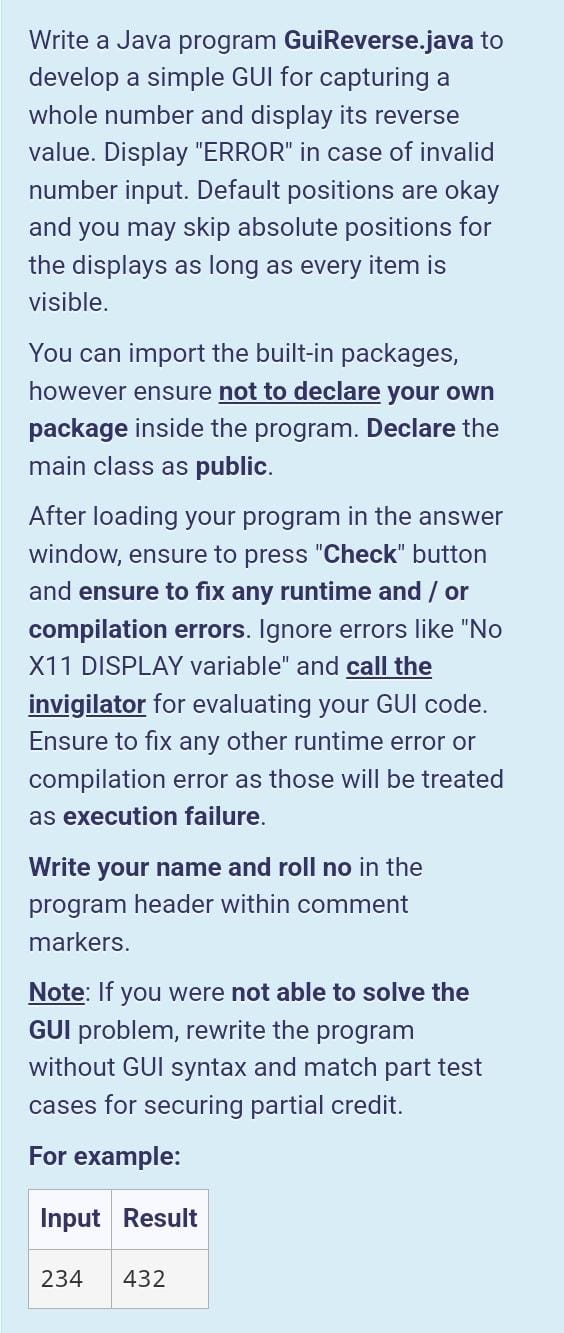 Write a Java program GuiReverse.java to
develop a simple GUI for capturing a
whole number and display its reverse
value. Display "ERROR" in case of invalid
number input. Default positions are okay
and you may skip absolute positions for
the displays as long as every item is
visible.
You can import the built-in packages,
however ensure not to declare your own
package inside the program. Declare the
main class as public.
After loading your program in the answer
window, ensure to press "Check" button
and ensure to fix any runtime and / or
compilation errors. Ignore errors like "No
X11 DISPLAY variable" and call the
invigilator for evaluating your GUI code.
Ensure to fix any other runtime error or
compilation error as those will be treated
as execution failure.
Write your name and roll no in the
program header within comment
markers.
Note: If you were not able to solve the
GUI problem, rewrite the program
without GUI syntax and match part test
cases for securing partial credit.
For example:
Input Result
234 432